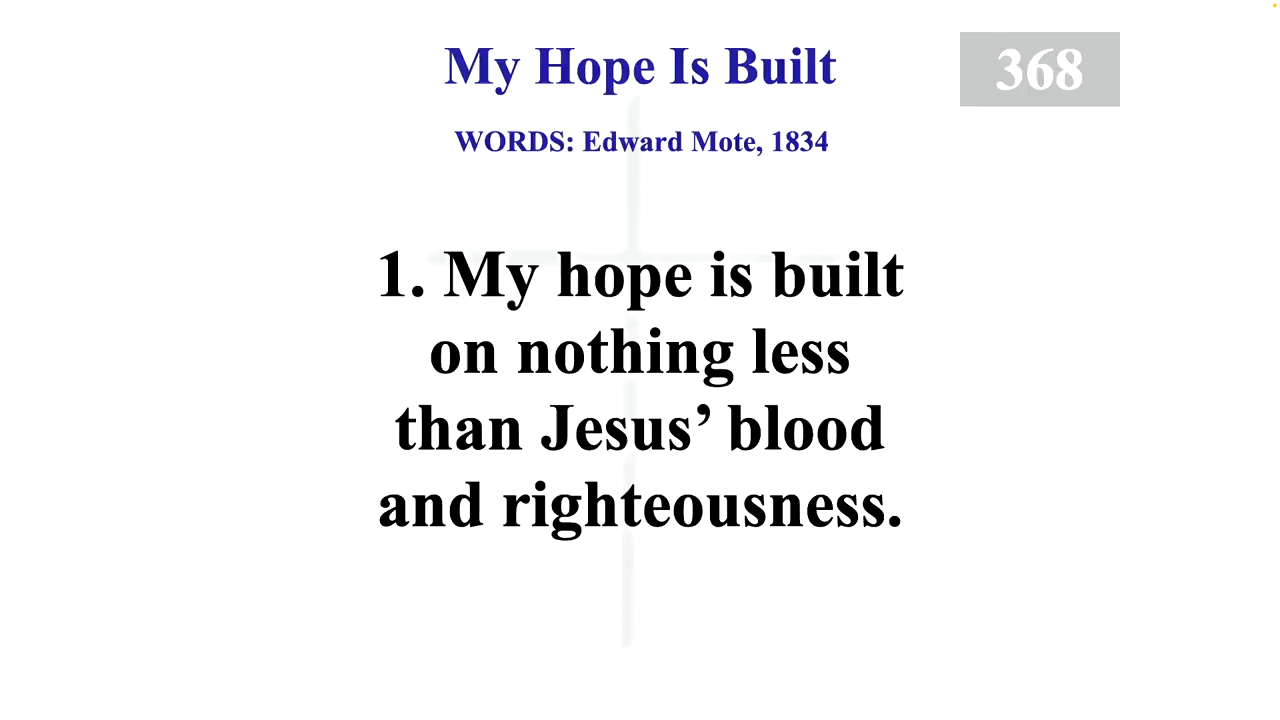 My Hope Is Built
368
WORDS: Edward Mote, 1834
1. My hope is built
on nothing less
than Jesus’ blood
and righteousness.